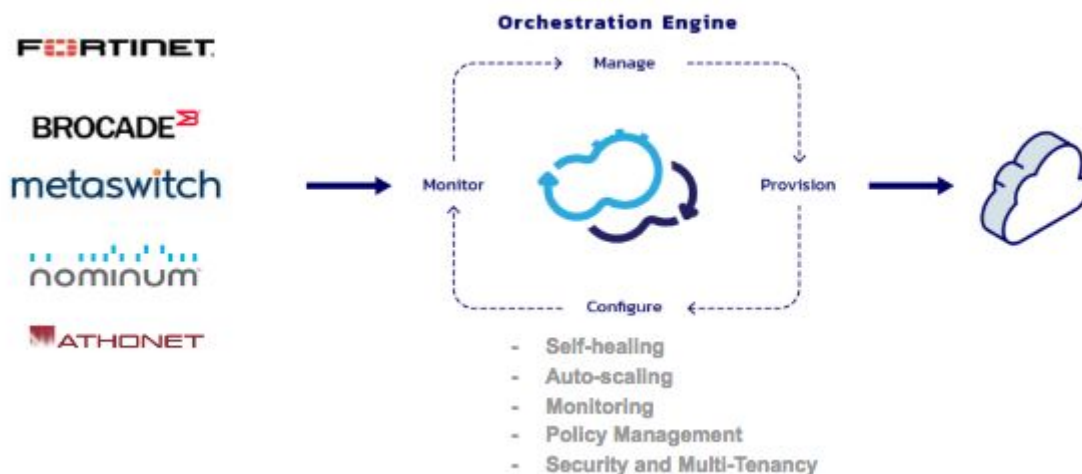 Orchestration Engine
FORTINET
BROCADE
metaswitch
nominum
ATHONET
Manage
Monitor
Provision
Configure
- Self-healing
- Auto-scaling
- Monitoring
- Policy Management
- Security and Multi-Tenancy